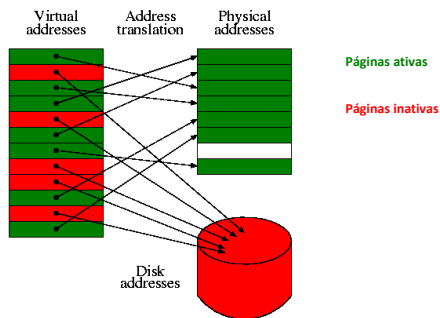 Virtual
addresses
Address
translation
Physical
addresses
Páginas ativas
Páginas inativas
Disk
addresses